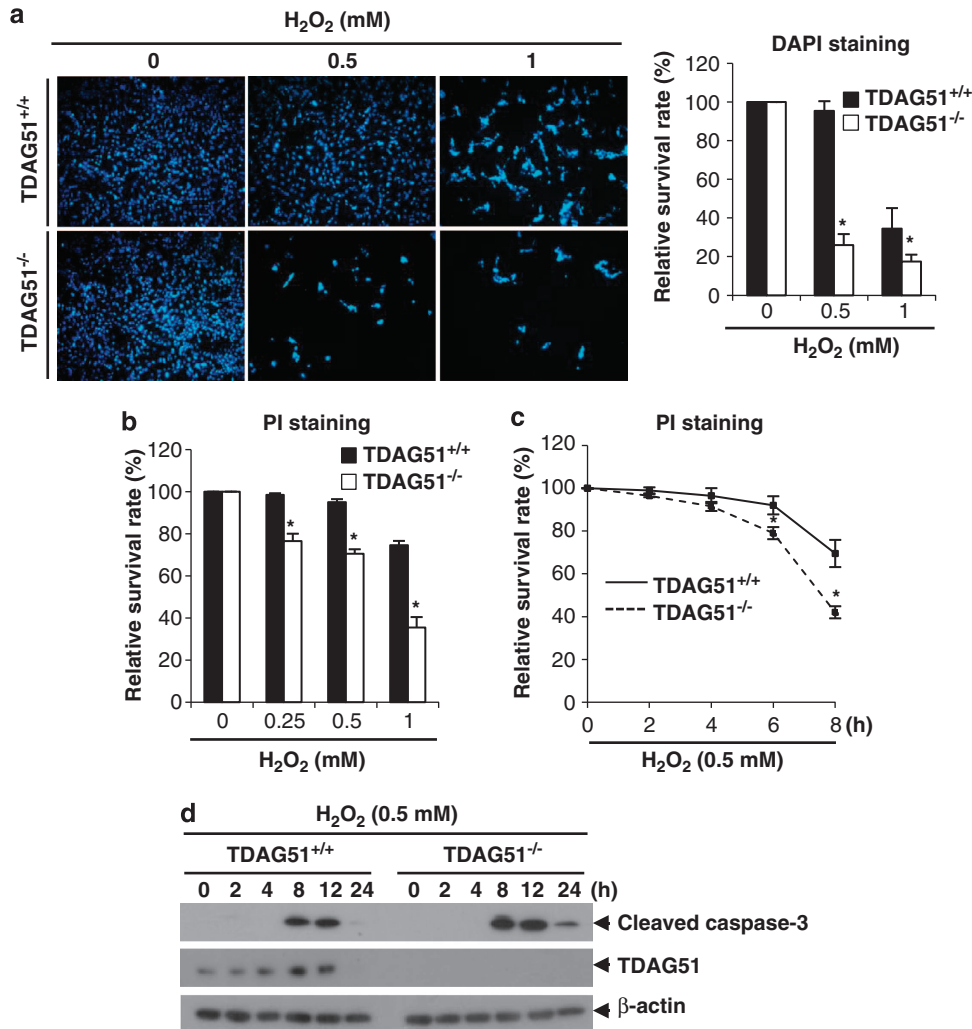 a
H₂O₂ (mM)
0 0.5 1
TDAG51+/+
TDAG51-/-
DAPI staining
Relative survival rate (%)
120
100
80
60
40
20
0
TDAG51+/+
TDAG51-/-
*
*
0 0.5 1
H₂O₂ (mM)
b
PI staining
Relative survival rate (%)
120
100
80
60
40
20
0
TDAG51+/+
TDAG51-/-
*
*
*
0 0.25 0.5 1
H₂O₂ (mM)
c
PI staining
Relative survival rate (%)
120
100
80
60
40
20
0
*
*
TDAG51+/+
TDAG51-/-
0 2 4 6 8 (h)
H₂O₂ (0.5 mM)
d
H₂O₂ (0.5 mM)
TDAG51+/+ TDAG51-/-
0 2 4 8 12 24 0 2 4 8 12 24 (h)
Cleaved caspase-3
TDAG51
β-actin